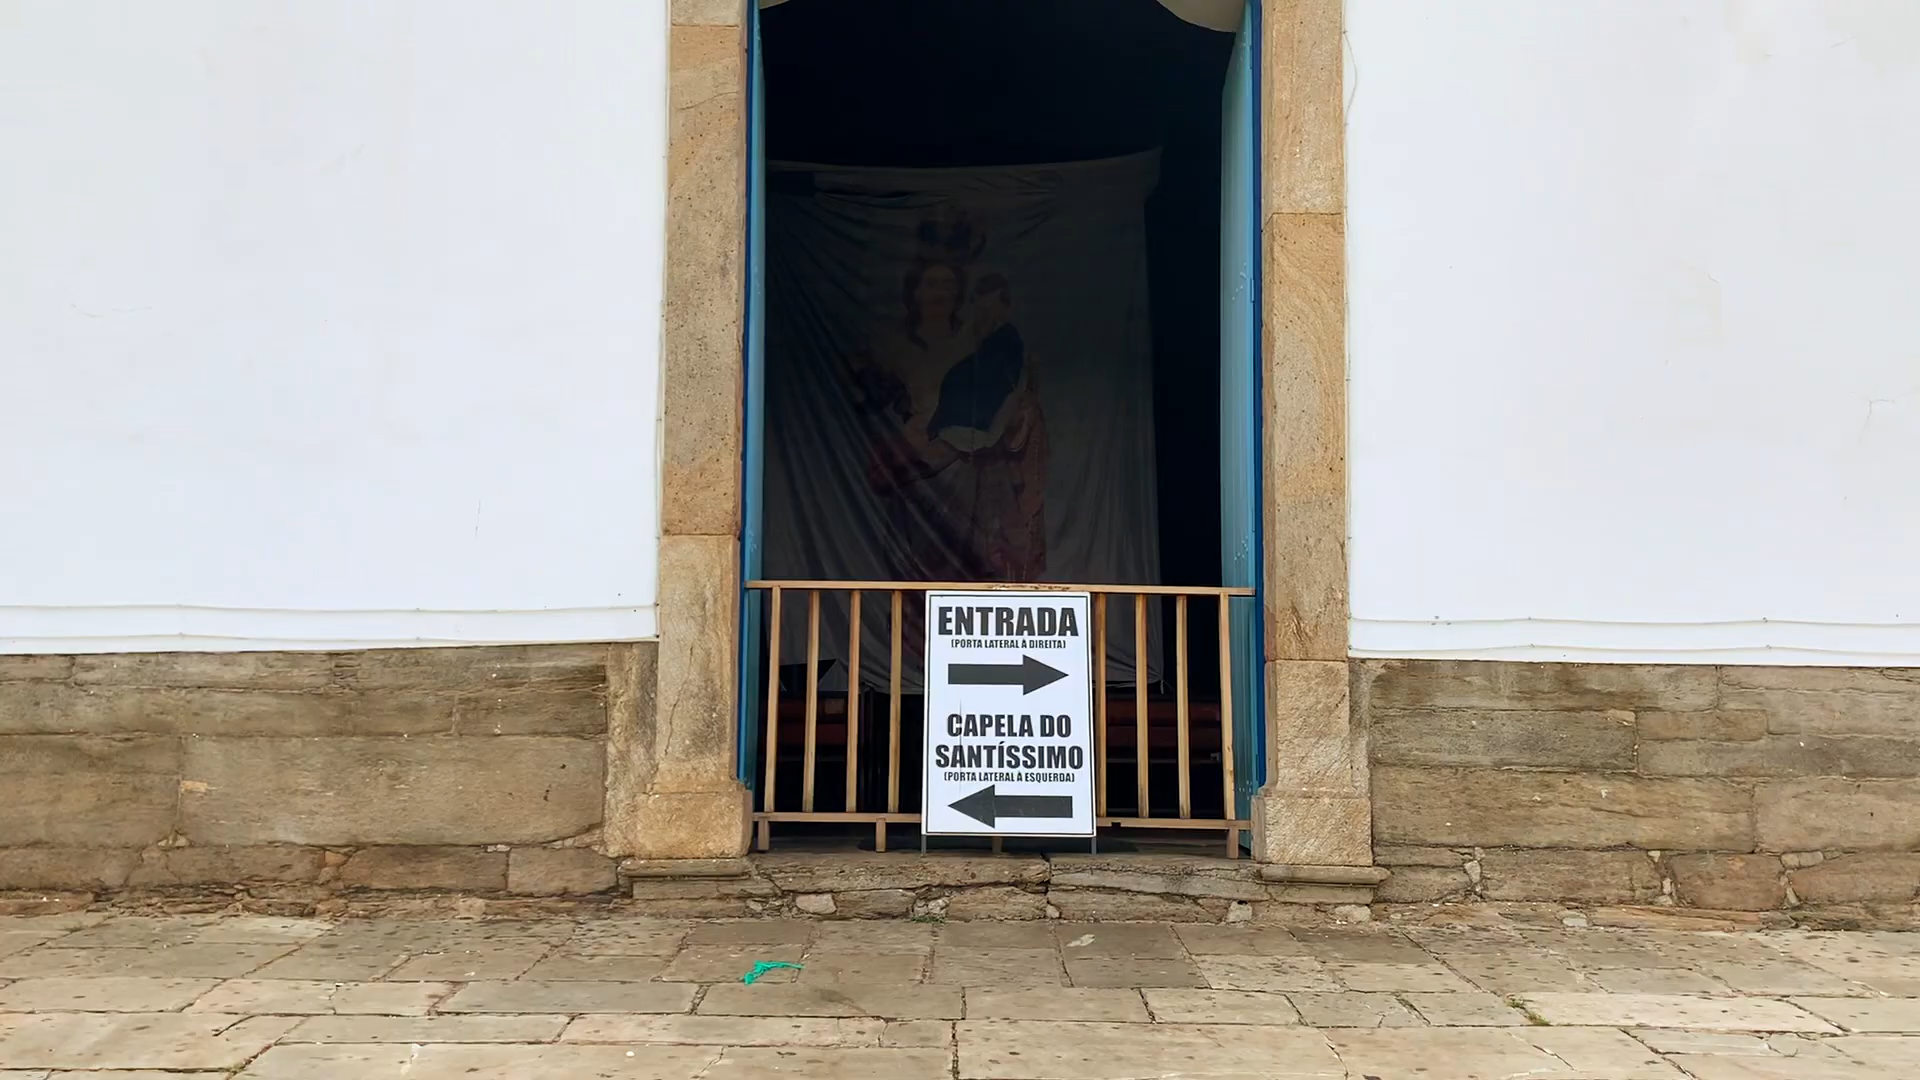 ENTRADA
(PORTA LATERAL À DIREITA)
CAPELA DO
SANTÍSSIMO
(PORTA LATERAL À ESQUERDA)